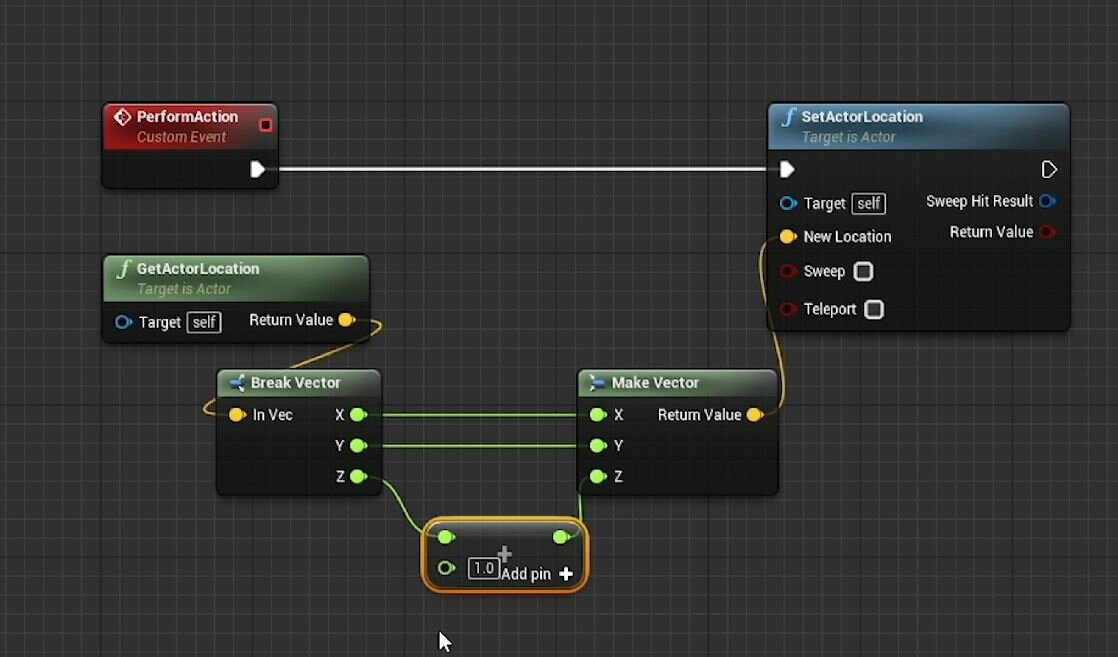 PerformAction
Custom Event
SetActorLocation
Target is Actor
Target self
Sweep Hit Result
New Location
Return Value
Sweep
Teleport
GetActorLocation
Target is Actor
Target self
Return Value
Break Vector
In Vec
X
Y
Z
Make Vector
X
Return Value
Y
Z
1.0
Add pin +